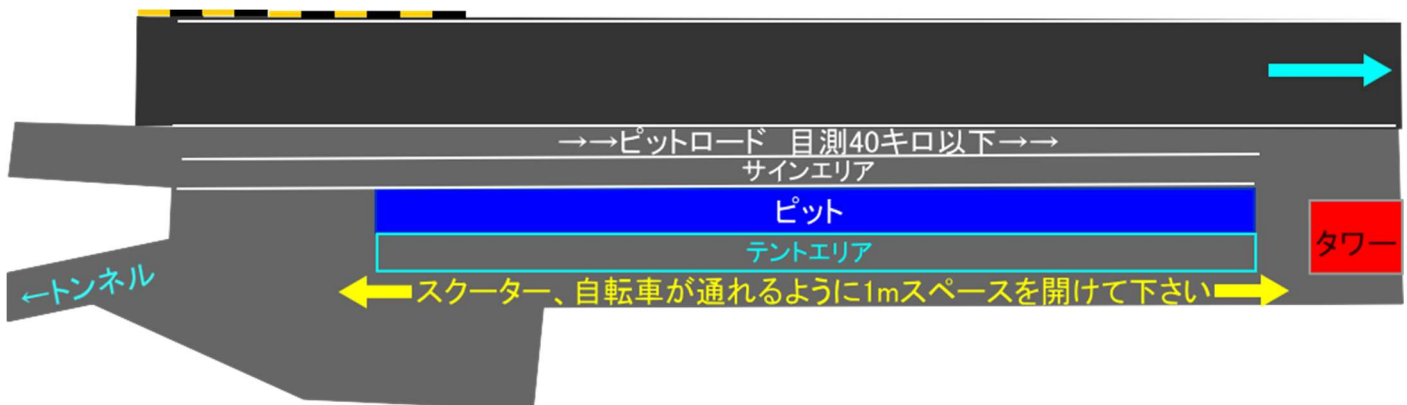 →→ピットロード　目測40キロ以下→→
サインエリア
ピット
テントエリア
タワー
←トンネル
スクーター、自転車が通れるように1mスペースを開けて下さい